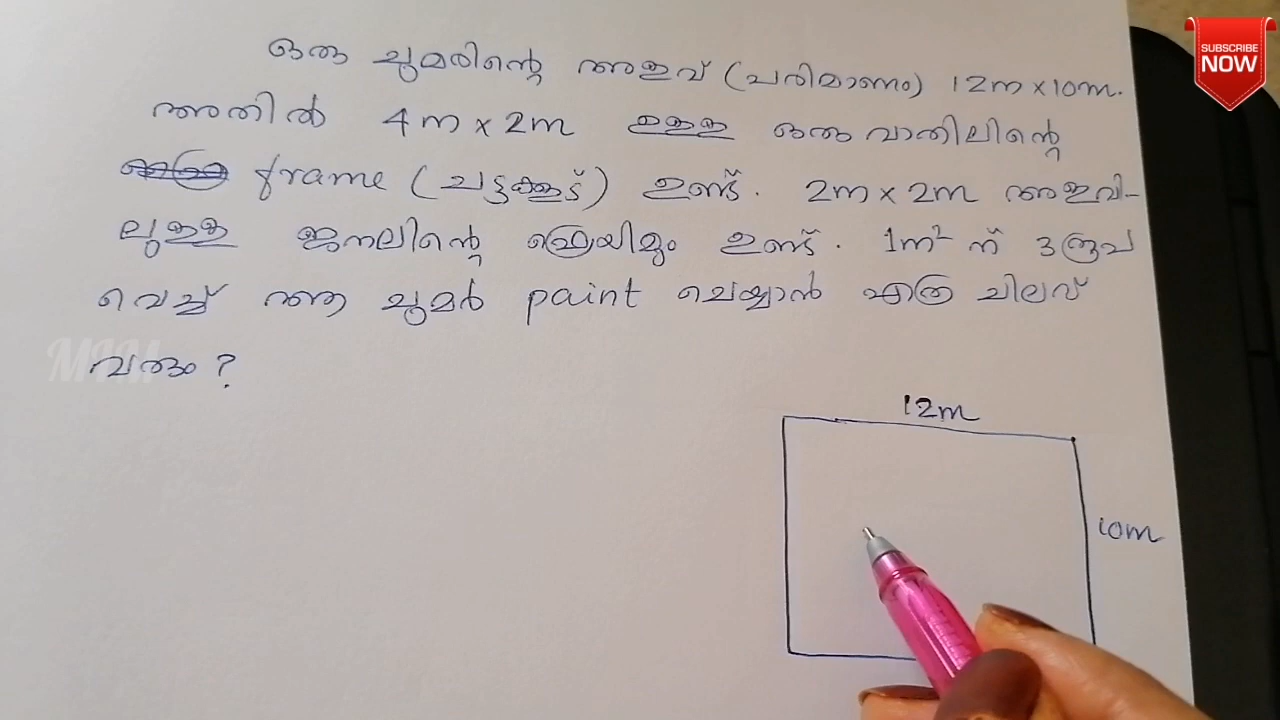 ഒരു ചുമരിന്റെ അളവ് (പരിമാണം) 12m x 10m.
അതിൽ 4m x 2m ഉള്ള ഒരു വാതിലിന്റെ
frame (ചട്ടക്കൂട്) ഉണ്ട്. 2m x 2m അളവി-
ലുള്ള ജനലിന്റെ ഫ്രെയിമും ഉണ്ട്. 1m² ന് 3 രൂപ
വെച്ച് ആ ചുമർ paint ചെയ്യാൻ എത്ര ചിലവ്
വരും?
12m
10m
SUBSCRIBE
NOW